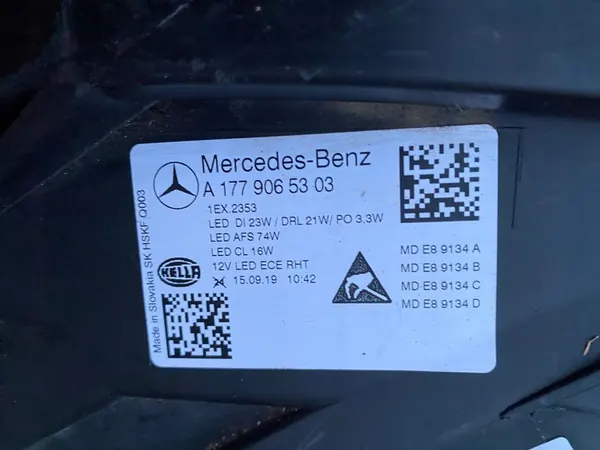 Mercedes-Benz
A 177 906 53 03
1EX.2353
LED DI 23W / DRL 21W/ PO 3,3W
LED AFS 74W
LED CL 16W
12V LED ECE RHT
15.09.19 10:42
HELLA
MD E8 9134 A
MD E8 9134 B
MD E8 9134 C
MD E8 9134 D
Made in Slovakia SK HSKF Q003